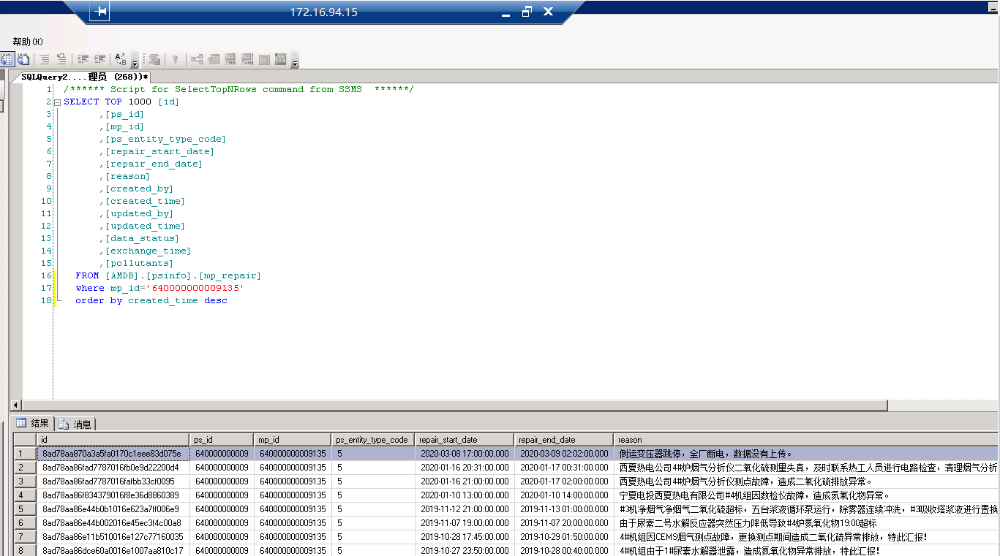 172.16.94.15
帮助(H)
SQLQuery2....理员 (268))*
1 /****** Script for SelectTopNRows command from SSMS  ******/
2 SELECT TOP 1000 [id]
3 ,[ps_id]
4 ,[mp_id]
5 ,[ps_entity_type_code]
6 ,[repair_start_date]
7 ,[repair_end_date]
8 ,[reason]
9 ,[created_by]
10 ,[created_time]
11 ,[updated_by]
12 ,[updated_time]
13 ,[data_status]
14 ,[exchange_time]
15 ,[pollutants]
16 FROM [AMDB].[psinfo].[mp_repair]
17 where mp_id='640000000009135'
18 order by created_time desc
结果 消息
id ps_id mp_id ps_entity_type_code repair_start_date repair_end_date reason
1 8ad78aa870a3a5fa0170c1eee83d075e 640000000009 640000000009135 5 2020-03-08 17:00:00.000 2020-03-09 02:02:00.000 倒运变压器跳停，全厂断电，数据没有上传。
2 8ad78aa86fad7787016fb0e9d22200d4 640000000009 640000000009135 5 2020-01-16 20:31:00.000 2020-01-17 00:31:00.000 西夏热电公司4#炉烟气分析仪二氧化硫测量失真，及时联系热工人员进行电路检查，清理烟气分析
3 8ad78aa86fad7787016fafbb33cf0095 640000000009 640000000009135 5 2020-01-16 21:00:00.000 2020-01-17 02:00:00.000 西夏热电公司4#炉烟气分析仪测点故障，造成二氧化硫排放异常。
4 8ad78aa86f834379016f8e36d8860389 640000000009 640000000009135 5 2020-01-10 13:00:00.000 2020-01-10 14:00:00.000 宁夏电投西夏热电有限公司#4机组因数检仪故障，造成氮氧化物异常。
5 8ad78aa86e44b0b1016e623a7ff006e9 640000000009 640000000009135 5 2019-11-12 21:00:00.000 2019-11-13 01:00:00.000 #3机净烟气净烟气二氧化硫超标，五台浆液循环泵运行，除雾器连续冲洗，#3吸收塔浆液进行置换
6 8ad78aa86e44b002016e45ec3f4c00a8 640000000009 640000000009135 5 2019-11-07 19:00:00.000 2019-11-07 20:00:00.000 由于尿素二号水解反应器突然压力降低导致#4炉氮氧化物19:00超标
7 8ad78aa86e11b510016e127c77160035 640000000009 640000000009135 5 2019-10-28 17:45:00.000 2019-10-29 01:50:00.000 4#机组因CEMS烟气测点故障，更换测点期间造成二氧化硫异常排放，特此汇报！
8 8ad78aa86dce60a0016e1007aa810c17 640000000009 640000000009135 5 2019-10-27 23:50:00.000 2019-10-28 00:40:00.000 4#机组由于1#尿素水解器泄露，造成氮氧化物异常排放，特此汇报！